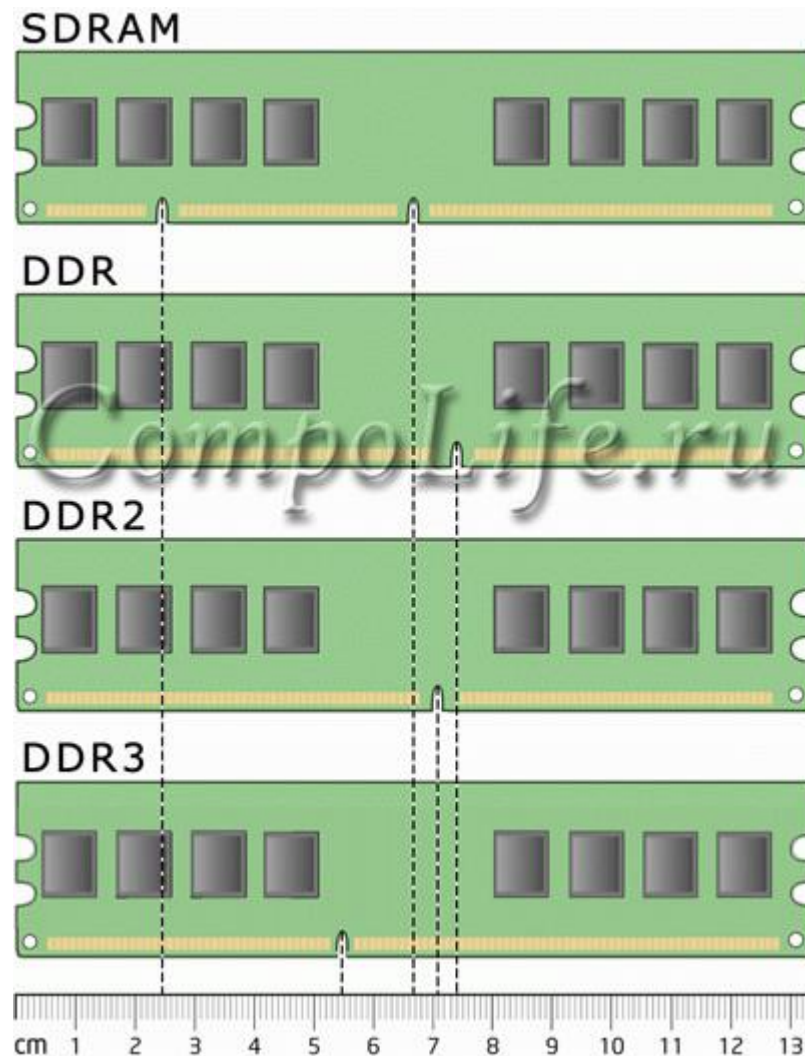 SDRAM
DDR
CompoLife.ru
DDR2
DDR3
cm 1 2 3 4 5 6 7 8 9 10 11 12 13